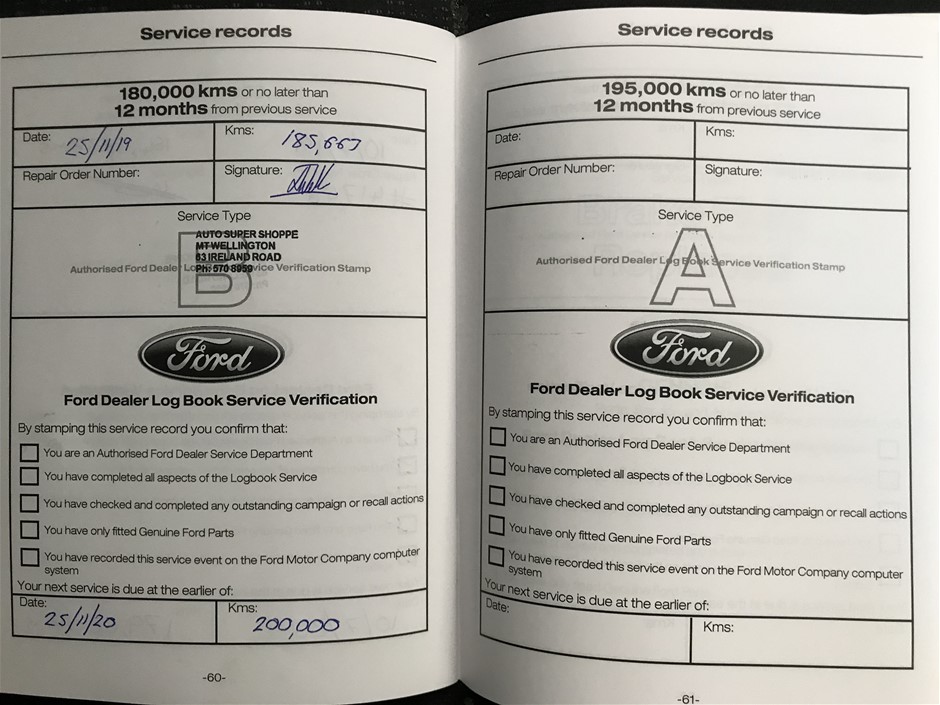 Service records
180,000 kms or no later than
12 months from previous service
Date: 25/11/19
Kms: 185,667
Repair Order Number:
Signature:
Service Type
B
AUTO SUPER SHOPPE
MT WELLINGTON
83 IRELAND ROAD
Ph: 570 8959
Authorised Ford Dealer Log Book Service Verification Stamp
Ford
Ford Dealer Log Book Service Verification
By stamping this service record you confirm that:
You are an Authorised Ford Dealer Service Department
You have completed all aspects of the Logbook Service
You have checked and completed any outstanding campaign or recall actions
You have only fitted Genuine Ford Parts
You have recorded this service event on the Ford Motor Company computer
system
Your next service is due at the earlier of:
Date: 25/11/20
Kms: 200,000
-60-
Service records
195,000 kms or no later than
12 months from previous service
Date:
Kms:
Repair Order Number:
Signature:
Service Type
A
Authorised Ford Dealer Log Book Service Verification Stamp
Ford
Ford Dealer Log Book Service Verification
By stamping this service record you confirm that:
You are an Authorised Ford Dealer Service Department
You have completed all aspects of the Logbook Service
You have checked and completed any outstanding campaign or recall actions
You have only fitted Genuine Ford Parts
You have recorded this service event on the Ford Motor Company computer
system
Your next service is due at the earlier of:
Date:
Kms:
-61-